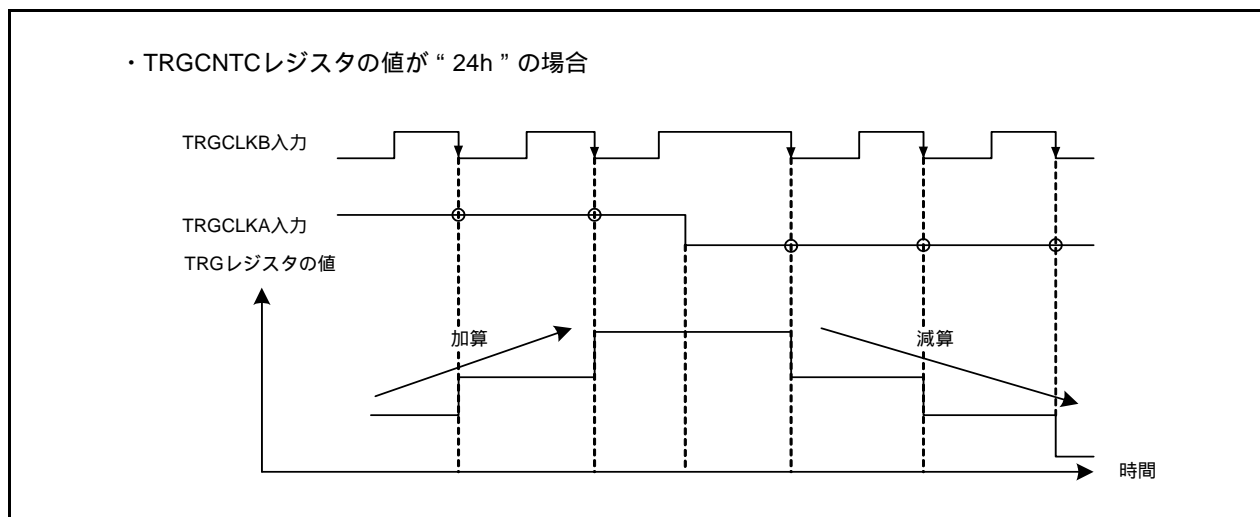 ・TRGCNTCレジスタの値が “ 24h ” の場合
TRGCLKB入力
TRGCLKA入力
TRGレジスタの値
加算
減算
時間